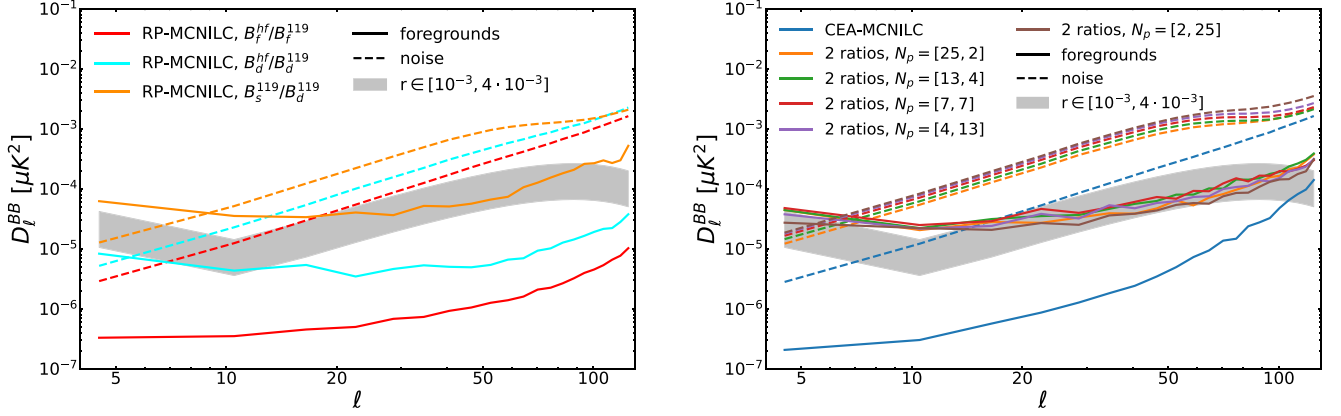 10⁻¹
10⁻²
10⁻³
10⁻⁴
10⁻⁵
10⁻⁶
10⁻⁷
D_ℓ^{BB} [μK²]
RP-MCNILC, B_f^{hf}/B_f^{119}
RP-MCNILC, B_d^{hf}/B_d^{119}
RP-MCNILC, B_s^{119}/B_d^{119}
foregrounds
noise
r ∈ [10⁻³, 4 · 10⁻³]
5 10 20 50 100
ℓ
10⁻¹
10⁻²
10⁻³
10⁻⁴
10⁻⁵
10⁻⁶
10⁻⁷
D_ℓ^{BB} [μK²]
CEA-MCNILC
2 ratios, N_p = [25, 2]
2 ratios, N_p = [13, 4]
2 ratios, N_p = [7, 7]
2 ratios, N_p = [4, 13]
2 ratios, N_p = [2, 25]
foregrounds
noise
r ∈ [10⁻³, 4 · 10⁻³]
5 10 20 50 100
ℓ